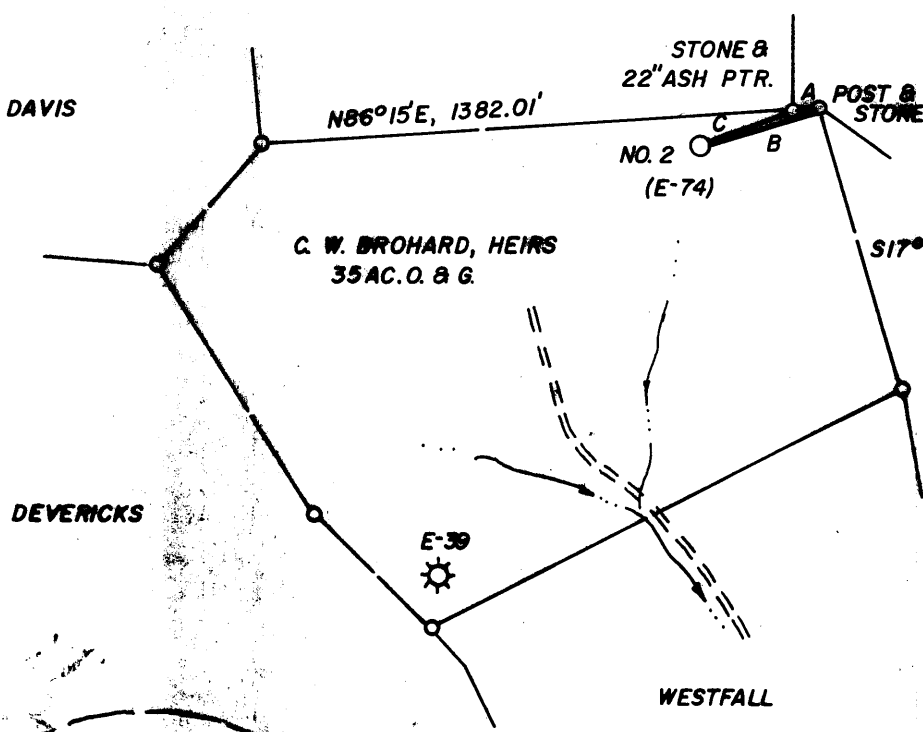 STONE &
22" ASH PTR.
DAVIS
N86°15'E, 1382.01'
A
POST &
STONE
C
B
NO. 2
(E-74)
C. W. BROHARD, HEIRS
35 AC. O. & G.
S17°
DEVERICKS
E-39
WESTFALL